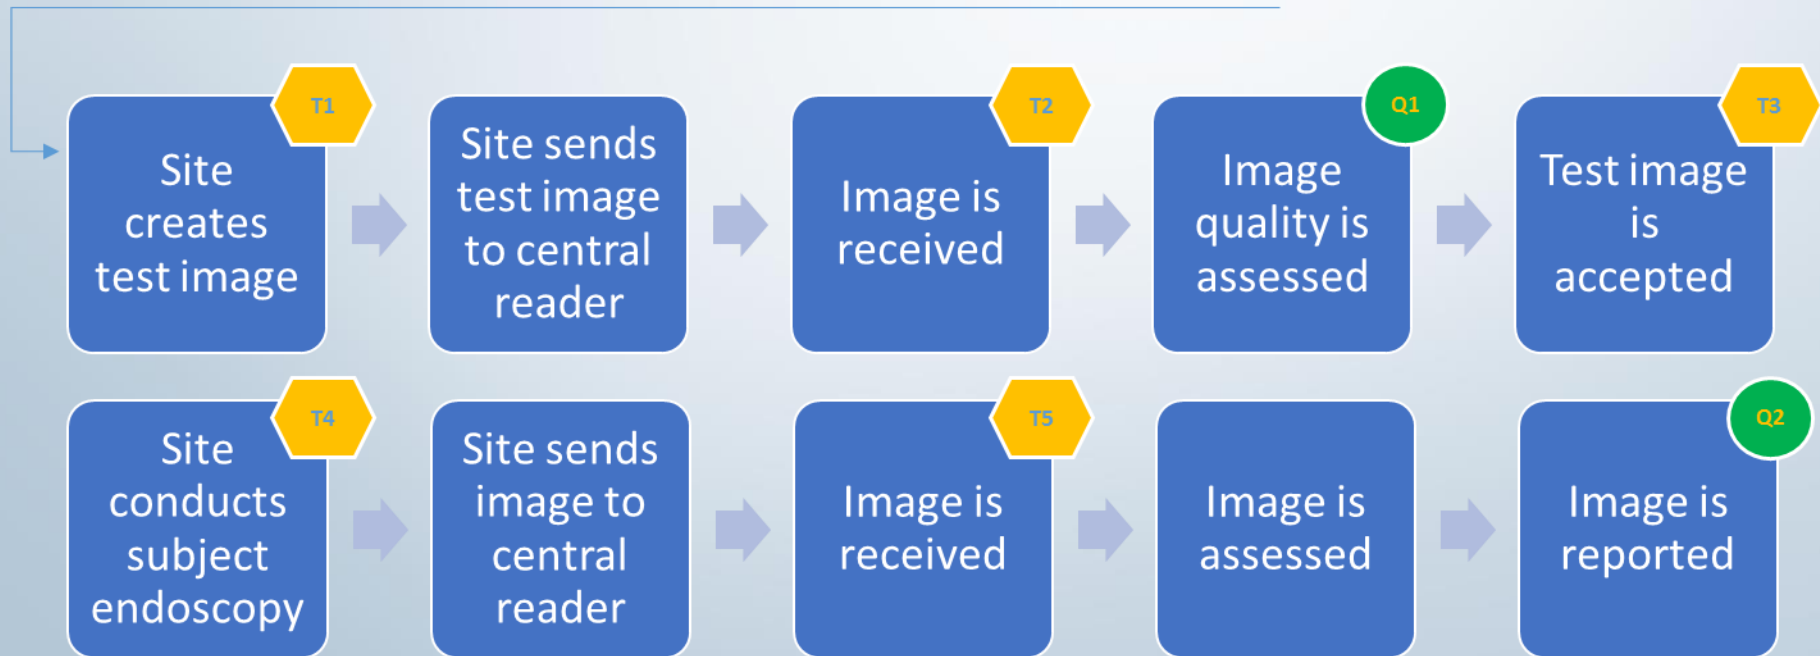 T1
Site
creates
test image
Site sends
test image
to central
reader
T2
Image is
received
Q1
Image
quality is
assessed
T3
Test image
is
accepted
T4
Site
conducts
subject
endoscopy
Site sends
image to
central
reader
T5
Image is
received
Image is
assessed
Q2
Image is
reported